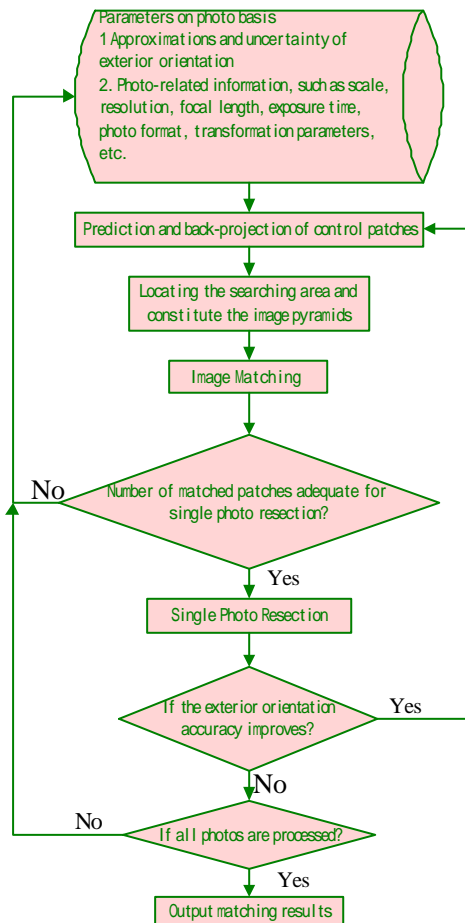 Parameters on photo basis
1 Approximations and uncertainty of
exterior orientation
2. Photo-related information, such as scale,
resolution, focal length, exposure time,
photo format, transformation parameters,
etc.
Prediction and back-projection of control patches
Locating the searching area and
constitute the image pyramids
Image Matching
No
Number of matched patches adequate for
single photo resection?
Yes
Single Photo Resection
If the exterior orientation
accuracy improves?
Yes
No
No
If all photos are processed?
Yes
Output matching results